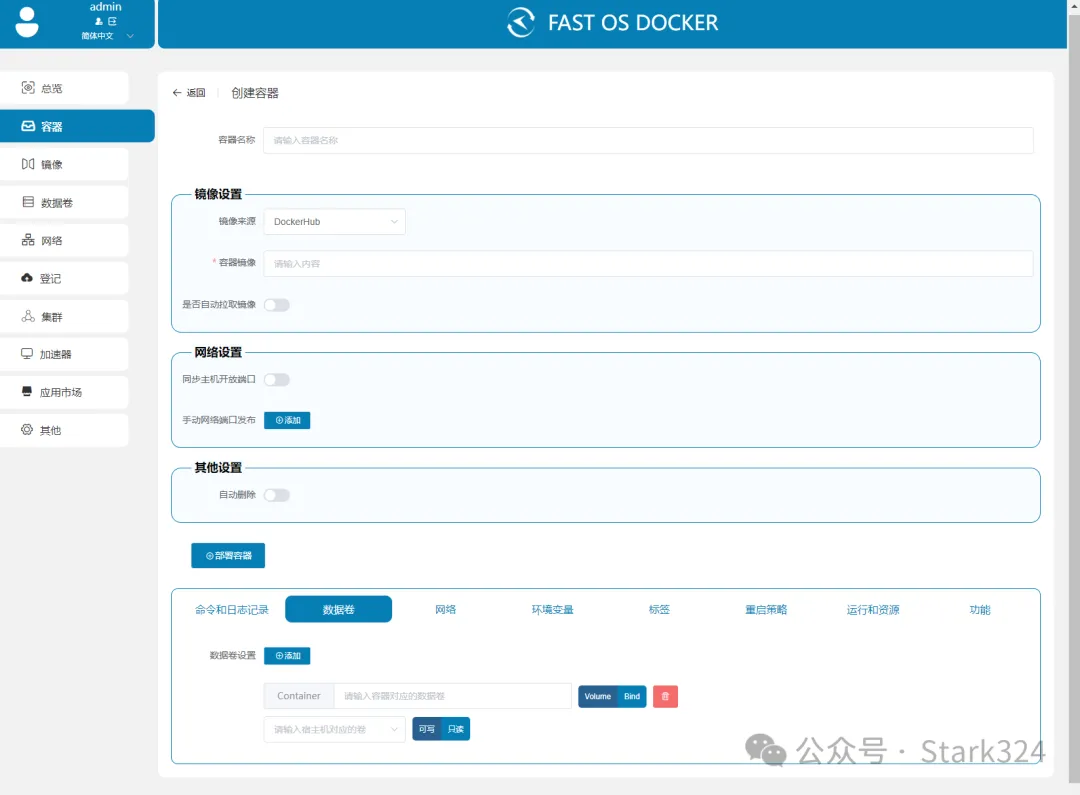 admin
简体中文
FAST OS DOCKER
总览
容器
镜像
数据卷
网络
登记
集群
加速器
应用市场
其他
返回 创建容器
容器名称 请输入容器名称
镜像设置
镜像来源 DockerHub
* 容器镜像 请输入内容
是否自动拉取镜像
网络设置
同步主机开放端口
手动网络端口发布 添加
其他设置
自动删除
部署容器
命令和日志记录 数据卷 网络 环境变量 标签 重启策略 运行和资源 功能
数据卷设置 添加
Container 请输入容器对应的数据卷 Volume Bind
请输入宿主机对应的卷 可写 只读
公众号 · Stark324